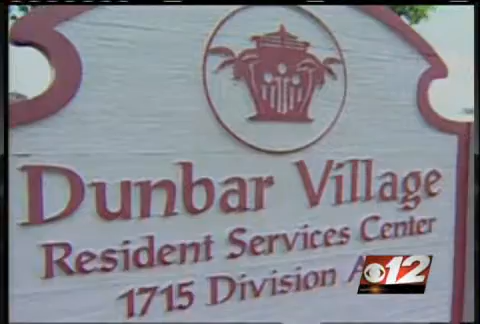 Dunbar Village
Resident Services Center
1715 Division A
12